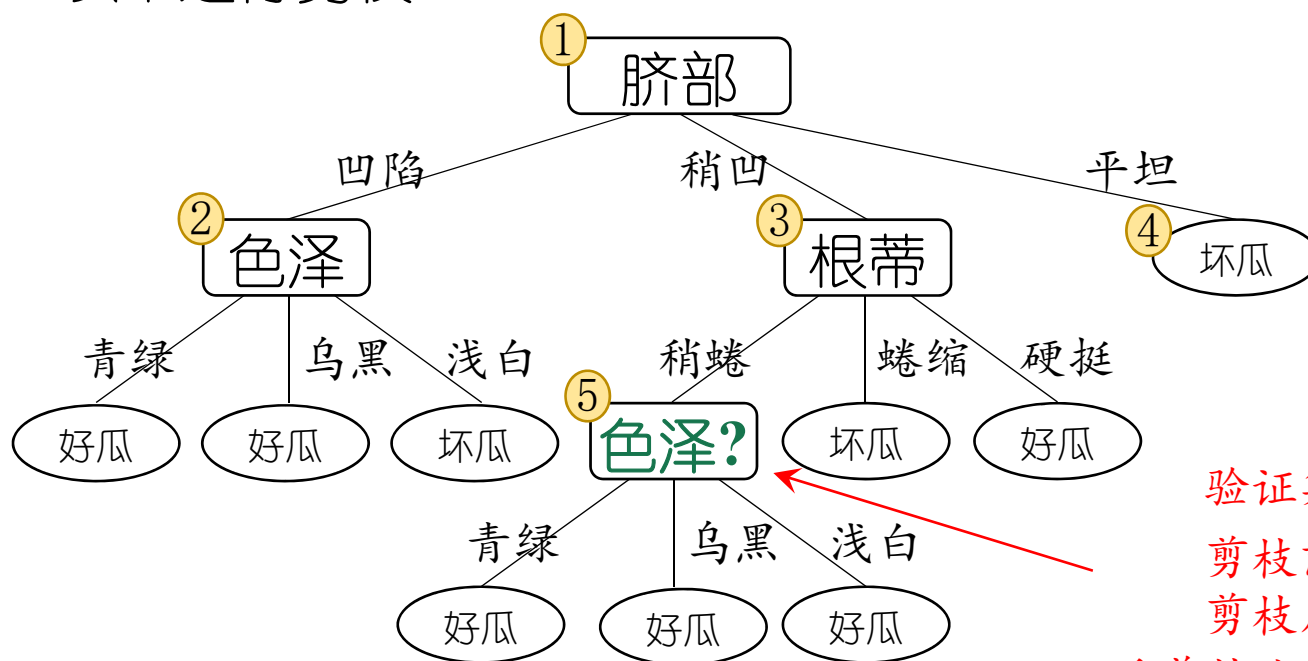 ①
脐部
凹陷 稍凹 平坦
② ③ ④
色泽 根蒂 坏瓜
青绿 乌黑 浅白 稍蜷 蜷缩 硬挺
⑤
好瓜 好瓜 坏瓜 色泽? 坏瓜 好瓜
验证
青绿 乌黑 浅白
剪枝
剪枝
好瓜 好瓜 好瓜